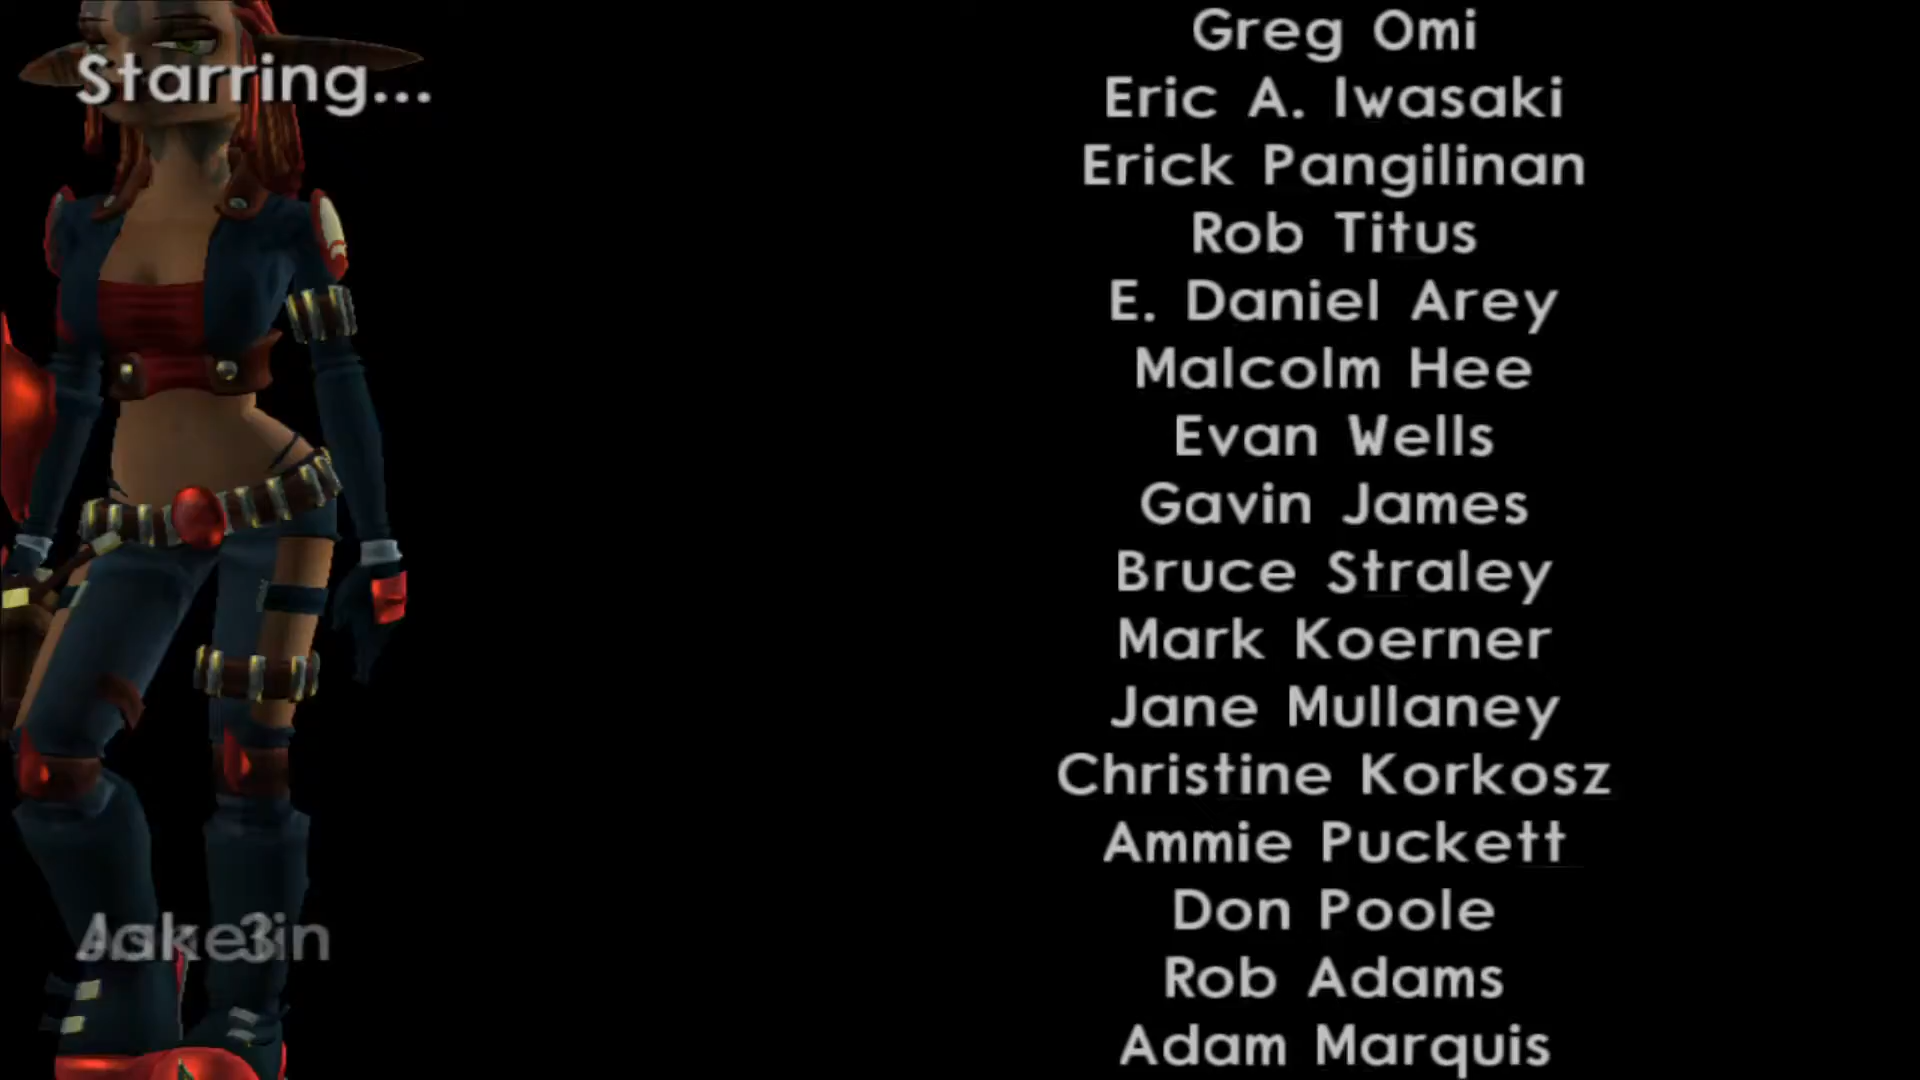 Starring...
Greg Omi
Eric A. Iwasaki
Erick Pangilinan
Rob Titus
E. Daniel Arey
Malcolm Hee
Evan Wells
Gavin James
Bruce Straley
Mark Koerner
Jane Mullaney
Christine Korkosz
Ammie Puckett
Don Poole
Rob Adams
Adam Marquis